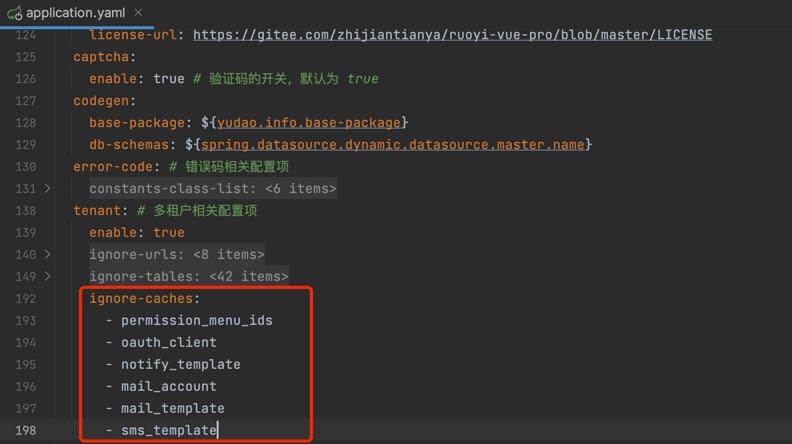 application.yaml ×
124 license-url: https://gitee.com/zhijiantianya/ruoyi-vue-pro/blob/master/LICENSE
125 captcha:
126 enable: true # 验证码的开关，默认为 true
127 codegen:
128 base-package: ${yudao.info.base-package}
129 db-schemas: ${spring.datasource.dynamic.datasource.master.name}
130 error-code: # 错误码相关配置项
131 constants-class-list: <6 items>
138 tenant: # 多租户相关配置项
139 enable: true
140 ignore-urls: <8 items>
149 ignore-tables: <42 items>
192 ignore-caches:
193 - permission_menu_ids
194 - oauth_client
195 - notify_template
196 - mail_account
197 - mail_template
198 - sms_template